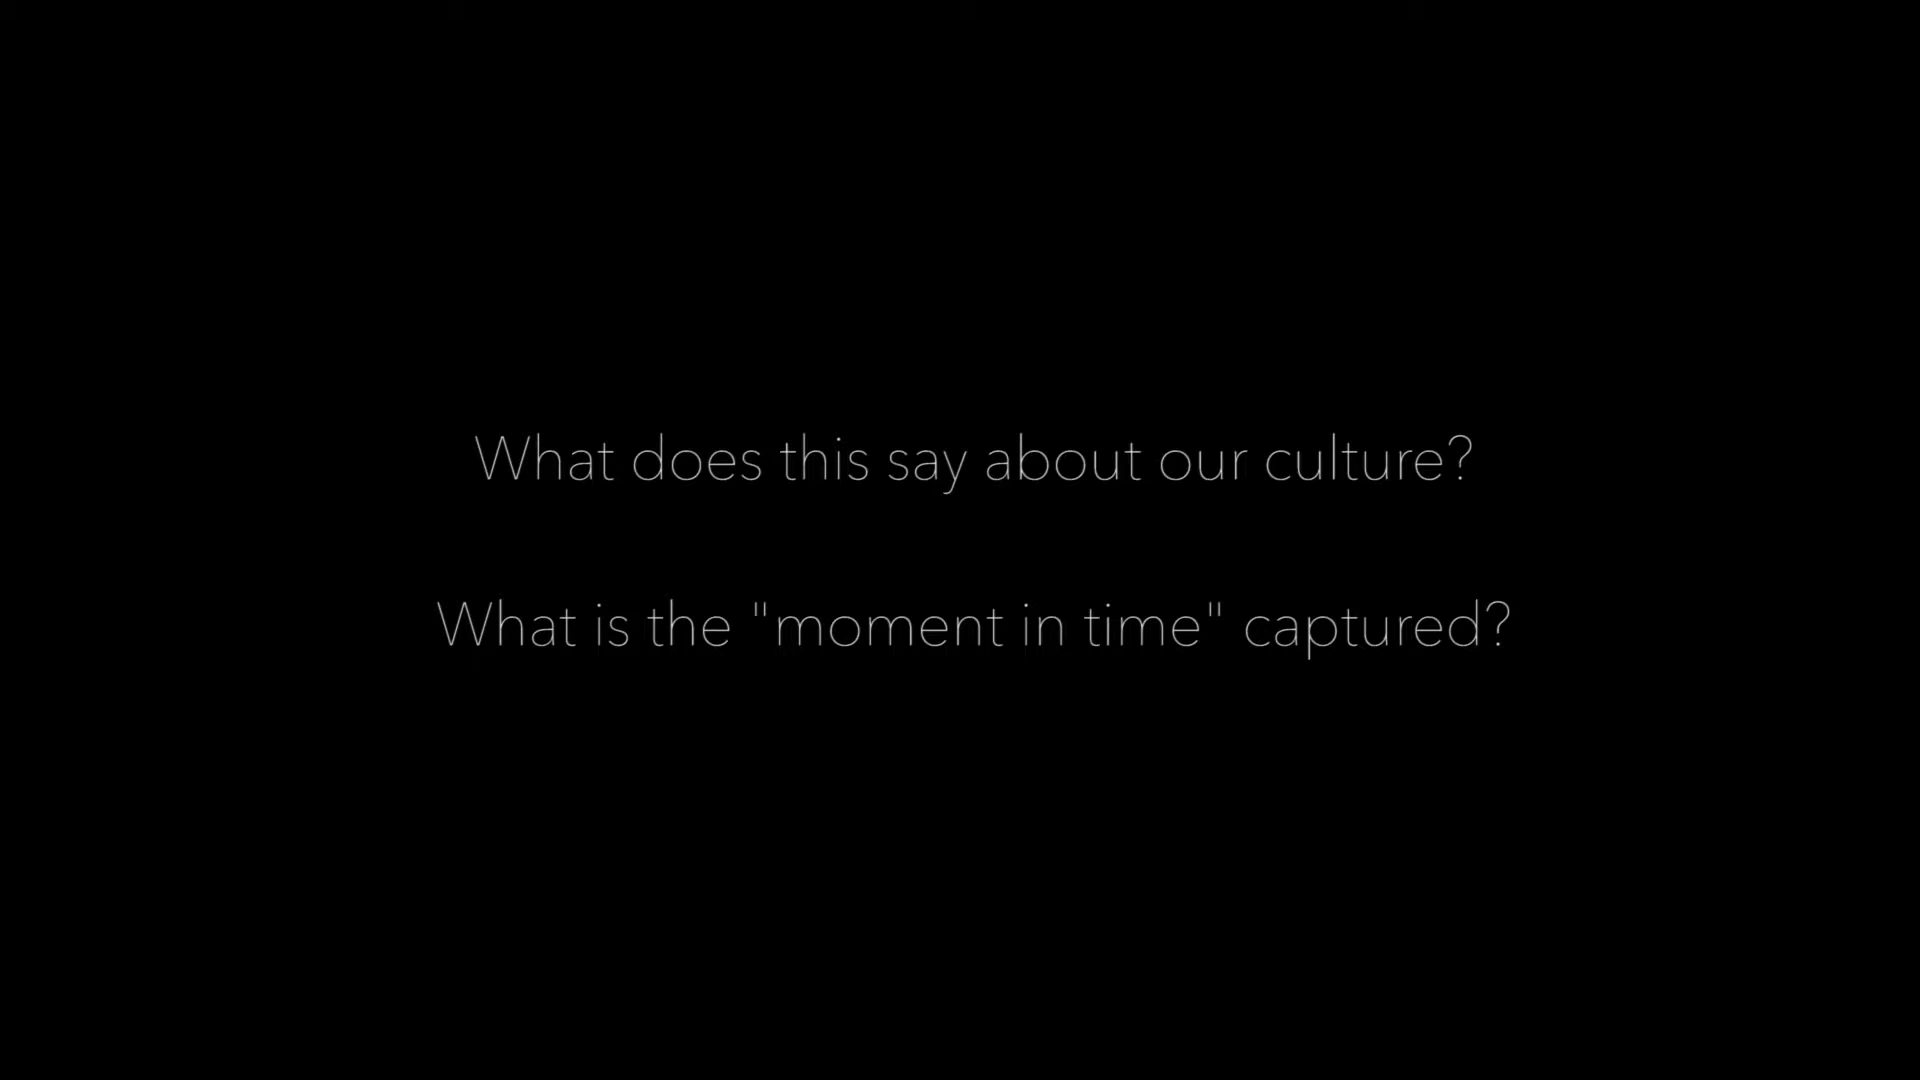 What does this say about our culture?
What is the "moment in time" captured?